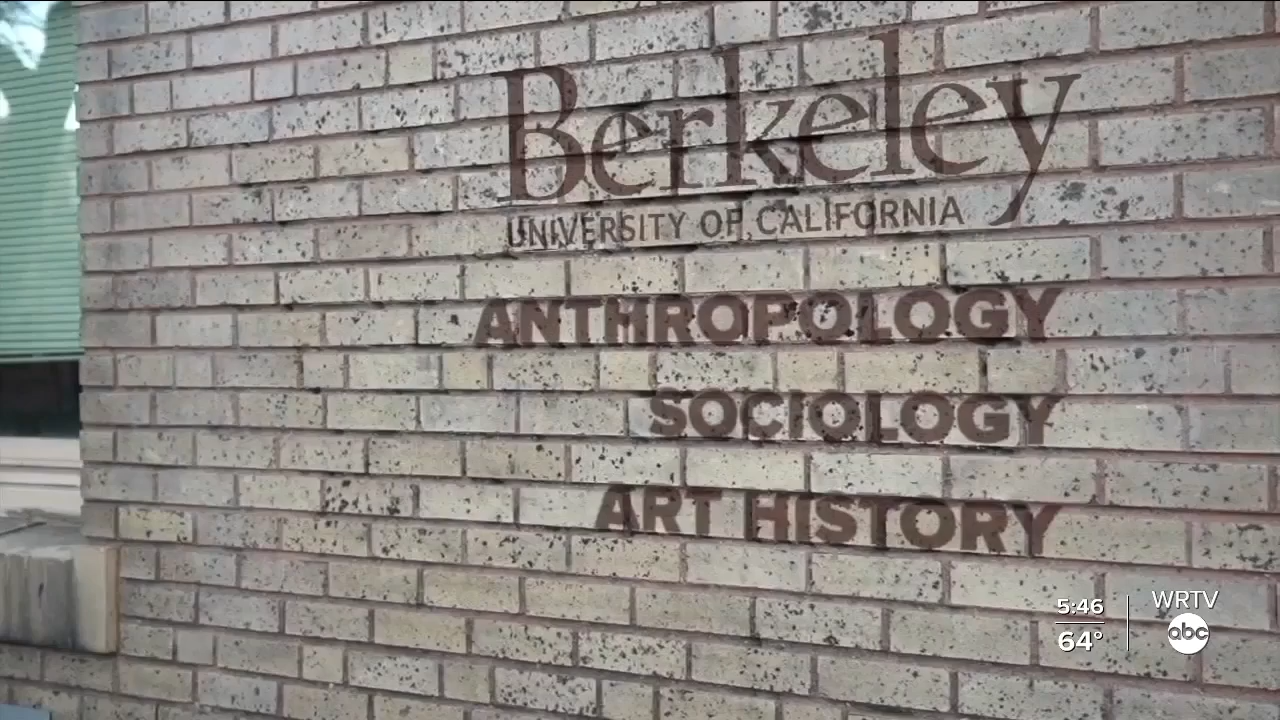 Berkeley
UNIVERSITY OF CALIFORNIA
ANTHROPOLOGY
SOCIOLOGY
ART HISTORY
5:46
64°
WRTV
abc